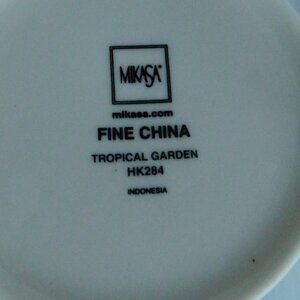 MIKASA®
mikasa.com
FINE CHINA
TROPICAL GARDEN
HK284
INDONESIA